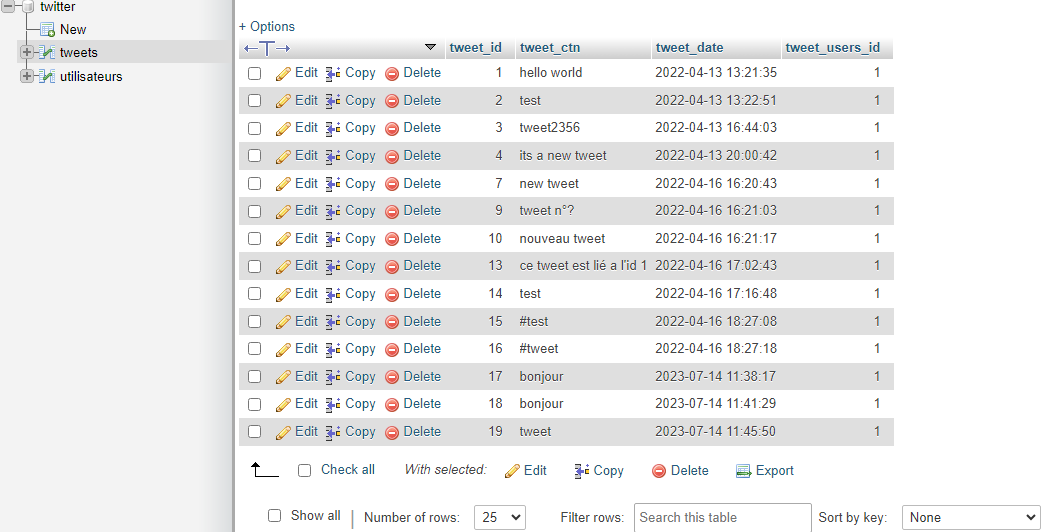 twitter
New
tweets
utilisateurs
+ Options
tweet_id tweet_ctn tweet_date tweet_users_id
Edit Copy Delete 1 hello world 2022-04-13 13:21:35 1
Edit Copy Delete 2 test 2022-04-13 13:22:51 1
Edit Copy Delete 3 tweet2356 2022-04-13 16:44:03 1
Edit Copy Delete 4 its a new tweet 2022-04-13 20:00:42 1
Edit Copy Delete 7 new tweet 2022-04-16 16:20:43 1
Edit Copy Delete 9 tweet n°? 2022-04-16 16:21:03 1
Edit Copy Delete 10 nouveau tweet 2022-04-16 16:21:17 1
Edit Copy Delete 13 ce tweet est lié a l'id 1 2022-04-16 17:02:43 1
Edit Copy Delete 14 test 2022-04-16 17:16:48 1
Edit Copy Delete 15 #test 2022-04-16 18:27:08 1
Edit Copy Delete 16 #tweet 2022-04-16 18:27:18 1
Edit Copy Delete 17 bonjour 2023-07-14 11:38:17 1
Edit Copy Delete 18 bonjour 2023-07-14 11:41:29 1
Edit Copy Delete 19 tweet 2023-07-14 11:45:50 1
Check all With selected: Edit Copy Delete Export
Show all Number of rows: 25 Filter rows: Search this table Sort by key: None